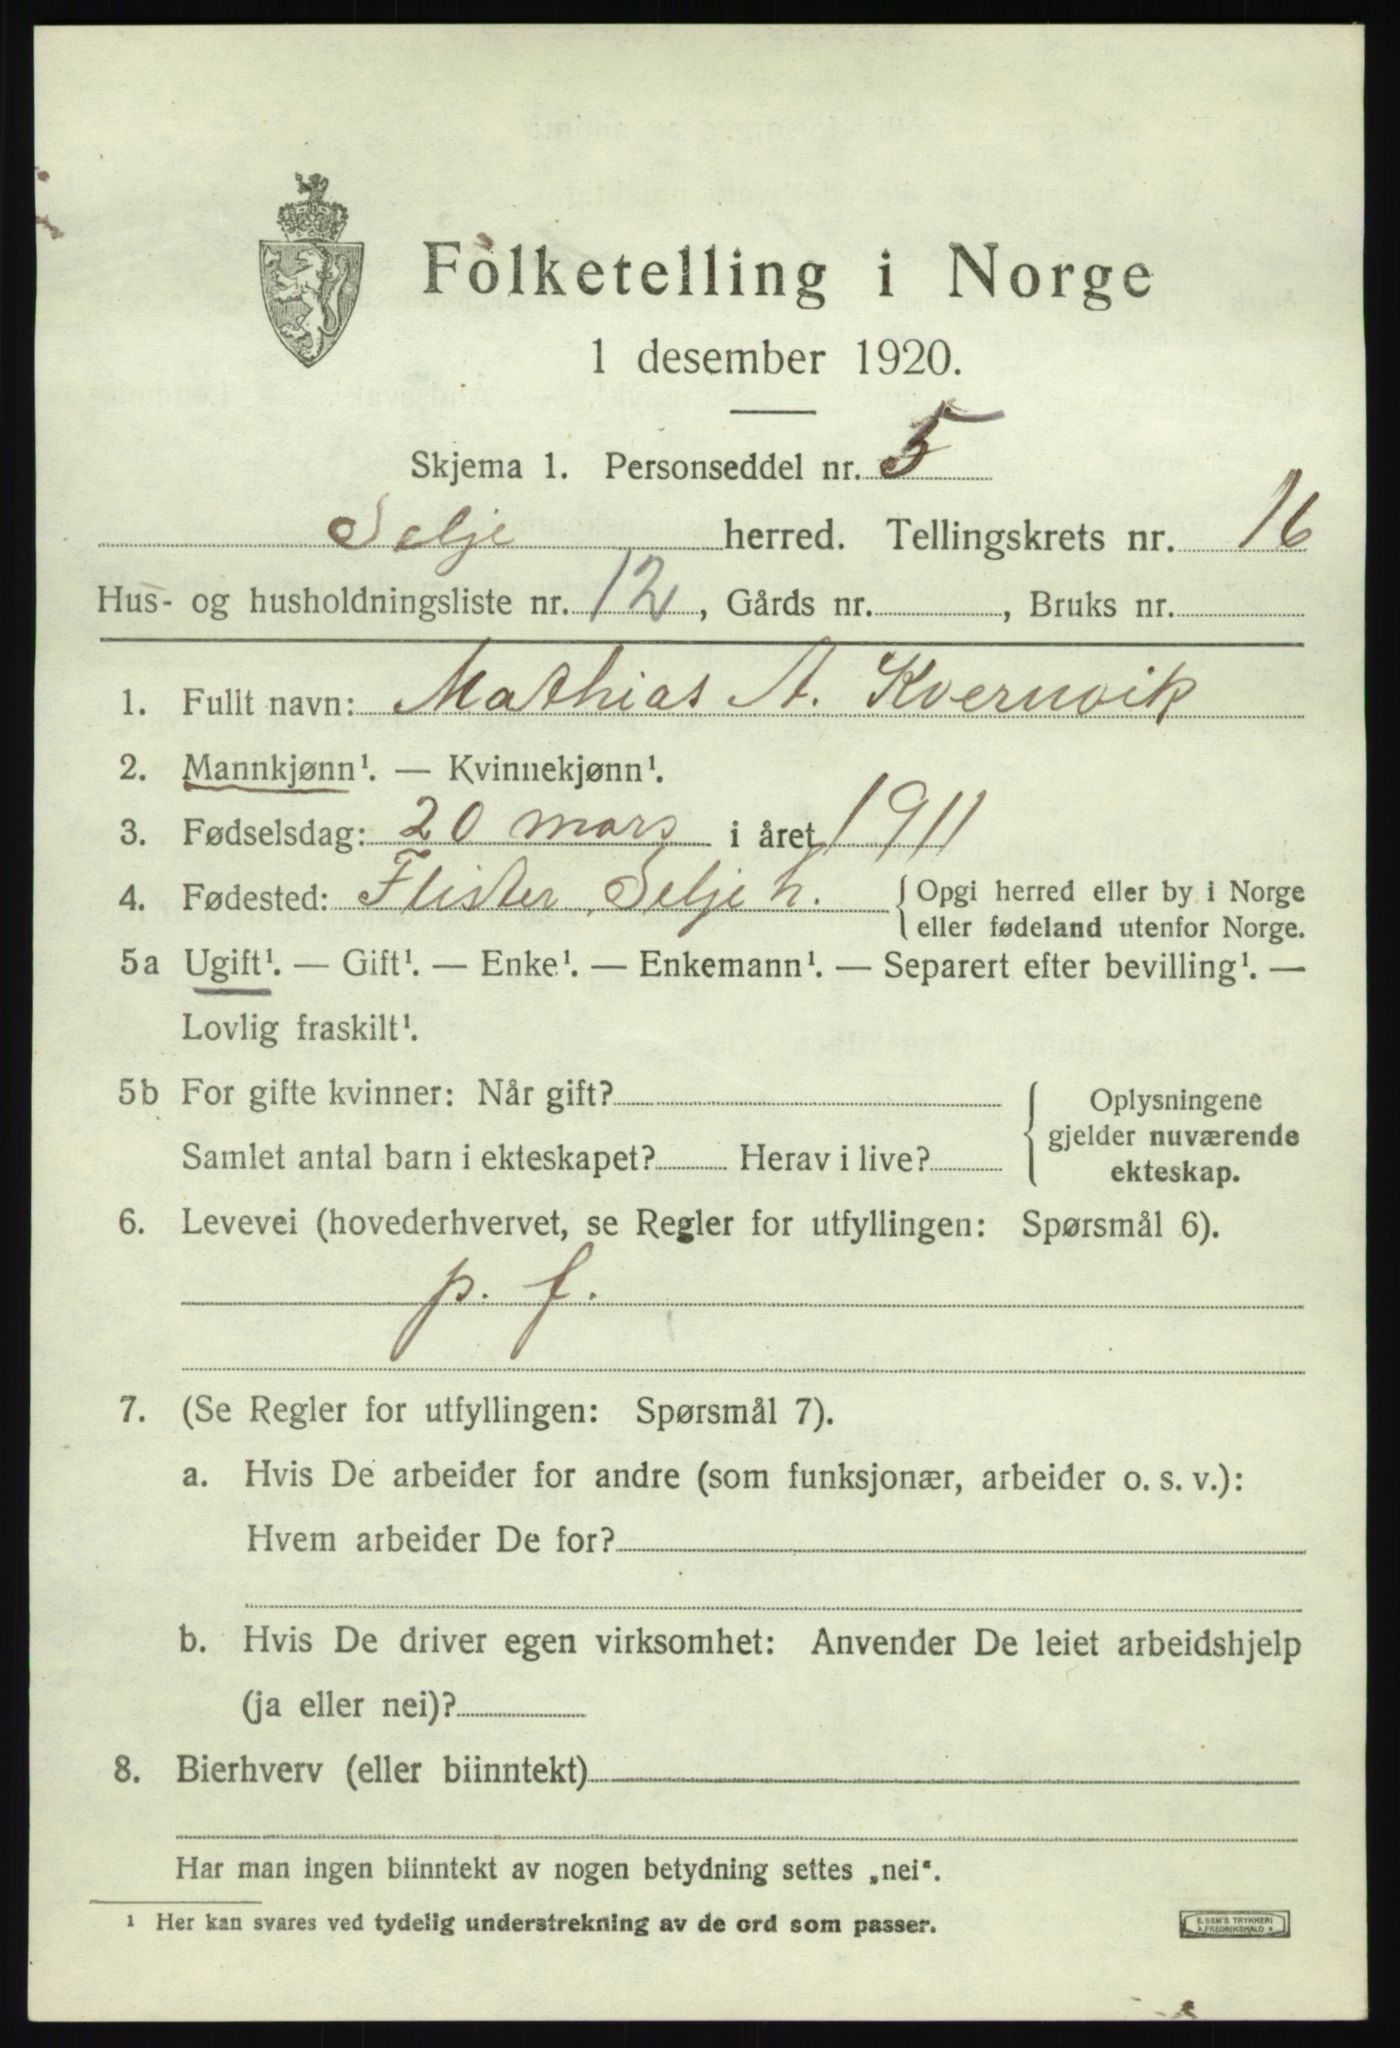 Folketelling i Norge
1 desember 1920.
Skjema 1. Personseddel nr. 5
Selje herred. Tellingskrets nr. 16
Hus- og husholdningsliste nr. 12, Gårds nr. , Bruks nr.
1. Fullt navn: Mathias A. Kvernvik
2. Mannkjønn¹. — Kvinnekjønn¹.
3. Fødselsdag: 20 mars i året 1911
4. Fødested: Flister, Selje h. { Opgi herred eller by i Norge
eller fødeland utenfor Norge.
5a Ugift¹. — Gift¹. — Enke¹. — Enkemann¹. — Separert efter bevilling¹. —
Lovlig fraskilt¹.
5b For gifte kvinner: Når gift? { Oplysningene
gjelder nuværende
Samlet antal barn i ekteskapet? Herav i live? ekteskap.
6. Levevei (hovederhvervet, se Regler for utfyllingen: Spørsmål 6).
p. f.
7. (Se Regler for utfyllingen: Spørsmål 7).
a. Hvis De arbeider for andre (som funksjonær, arbeider o. s. v.):
Hvem arbeider De for?
b. Hvis De driver egen virksomhet: Anvender De leiet arbeidshjelp
(ja eller nei)?
8. Bierhverv (eller biinntekt)
Har man ingen biinntekt av nogen betydning settes „nei“.
¹ Her kan svares ved tydelig understrekning av de ord som passer.
E. SEM'S TRYKKERI
FREDRIKSHALD